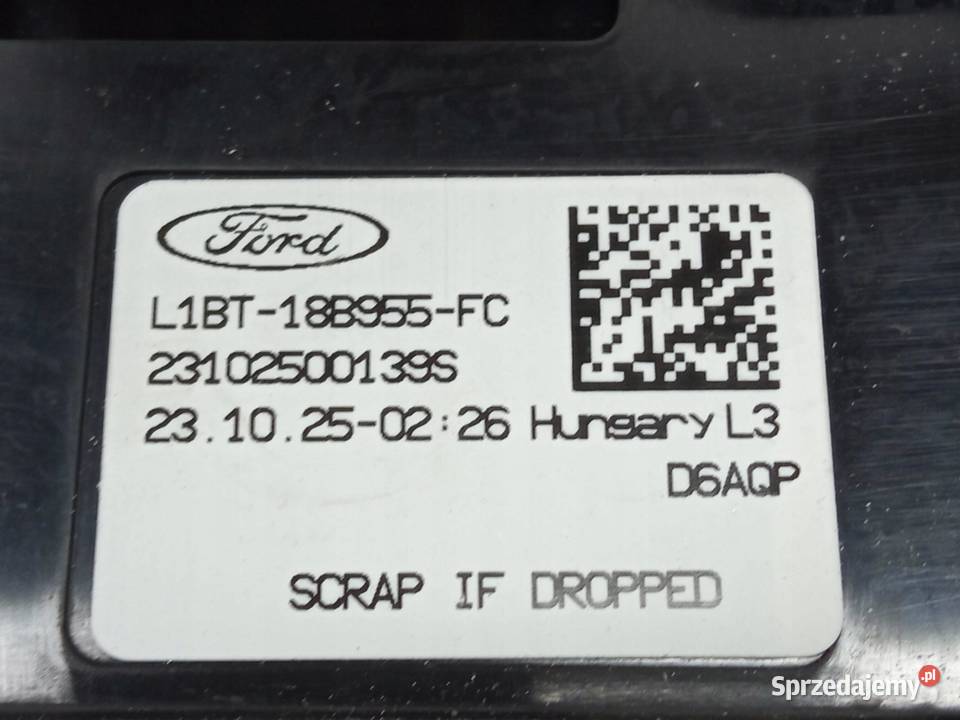 Ford
L1BT-18B955-FC
23102500139S
23.10.25-02:26 Hungary L3
D6AQP
SCRAP IF DROPPED
Sprzedajemy.pl